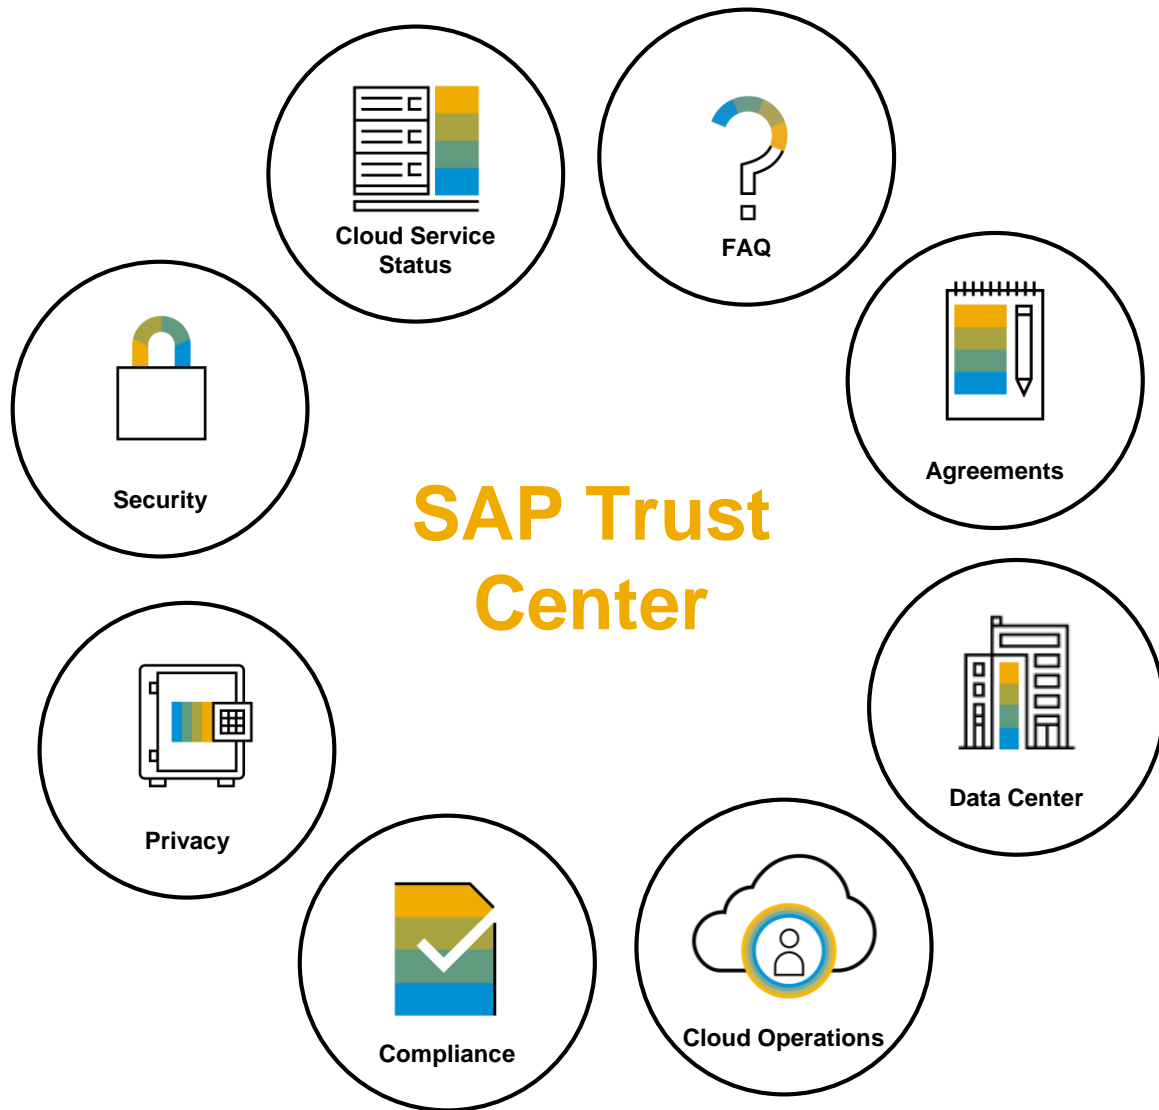 Cloud Service
Status
FAQ
Security
Agreements
SAP Trust
Center
Privacy
Data Center
Compliance
Cloud Operations